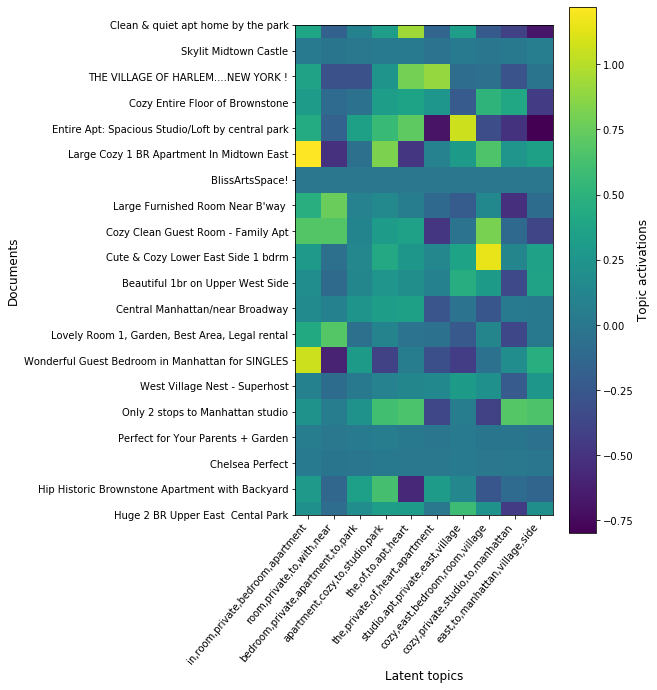 Clean & quiet apt home by the park
Skylit Midtown Castle
THE VILLAGE OF HARLEM....NEW YORK !
Cozy Entire Floor of Brownstone
Entire Apt: Spacious Studio/Loft by central park
Large Cozy 1 BR Apartment In Midtown East
BlissArtsSpace!
Large Furnished Room Near B'way
Cozy Clean Guest Room - Family Apt
Cute & Cozy Lower East Side 1 bdrm
Beautiful 1br on Upper West Side
Central Manhattan/near Broadway
Lovely Room 1, Garden, Best Area, Legal rental
Wonderful Guest Bedroom in Manhattan for SINGLES
West Village Nest - Superhost
Only 2 stops to Manhattan studio
Perfect for Your Parents + Garden
Chelsea Perfect
Hip Historic Brownstone Apartment with Backyard
Huge 2 BR Upper East  Cental Park
Documents
in,room,private,bedroom,apartment
room,private,to,with,near
bedroom,private,apartment,to,park
apartment,cozy,to,studio,park
the,of,to,apt,heart
the,private,of,heart,apartment
studio,apt,private,east,village
cozy,east,bedroom,room,village
cozy,private,studio,to,manhattan
east,to,manhattan,village,side
Latent topics
1.00
0.75
0.50
0.25
0.00
−0.25
−0.50
−0.75
Topic activations